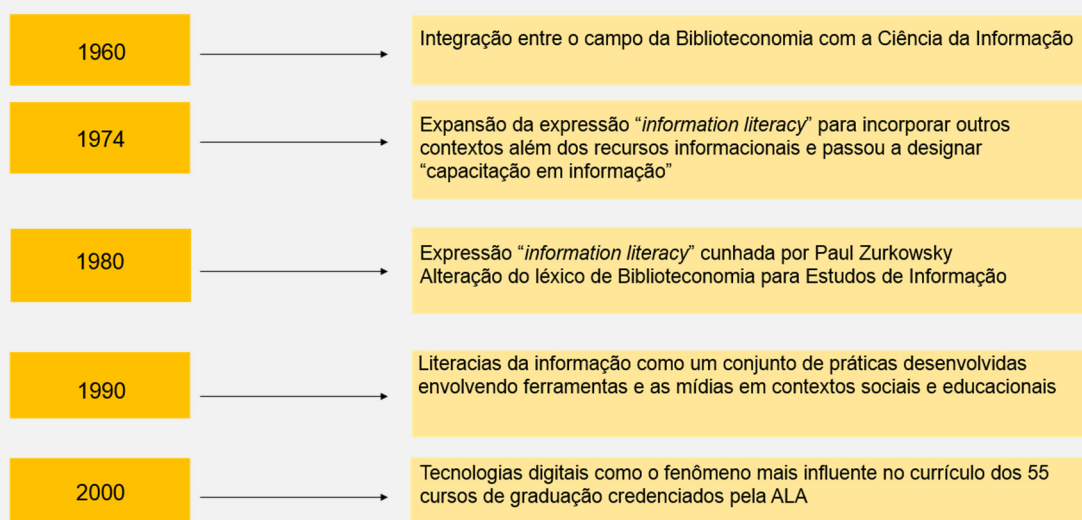 1960
Integração entre o campo da Biblioteconomia com a Ciência da Informação
1974
Expansão da expressão “information literacy” para incorporar outros
contextos além dos recursos informacionais e passou a designar
“capacitação em informação”
1980
Expressão “information literacy” cunhada por Paul Zurkowsky
Alteração do léxico de Biblioteconomia para Estudos de Informação
1990
Literacias da informação como um conjunto de práticas desenvolvidas
envolvendo ferramentas e as mídias em contextos sociais e educacionais
2000
Tecnologias digitais como o fenômeno mais influente no currículo dos 55
cursos de graduação credenciados pela ALA